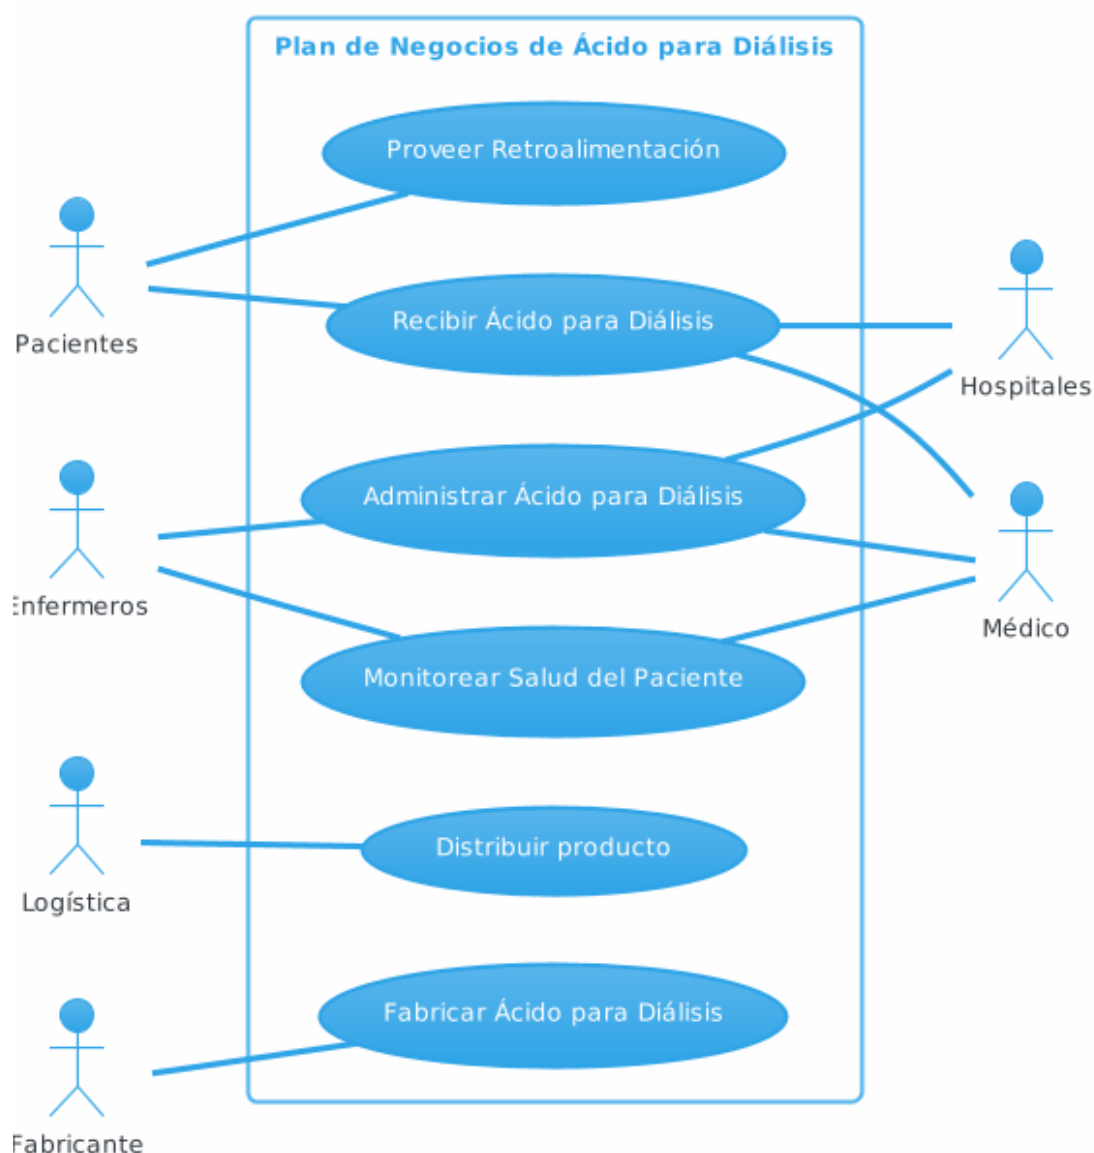 Plan de Negocios de Ácido para Diálisis
Proveer Retroalimentación
Recibir Ácido para Diálisis
Administrar Ácido para Diálisis
Monitorear Salud del Paciente
Distribuir producto
Fabricar Ácido para Diálisis
Pacientes
Enfermeros
Logística
Fabricante
Hospitales
Médico